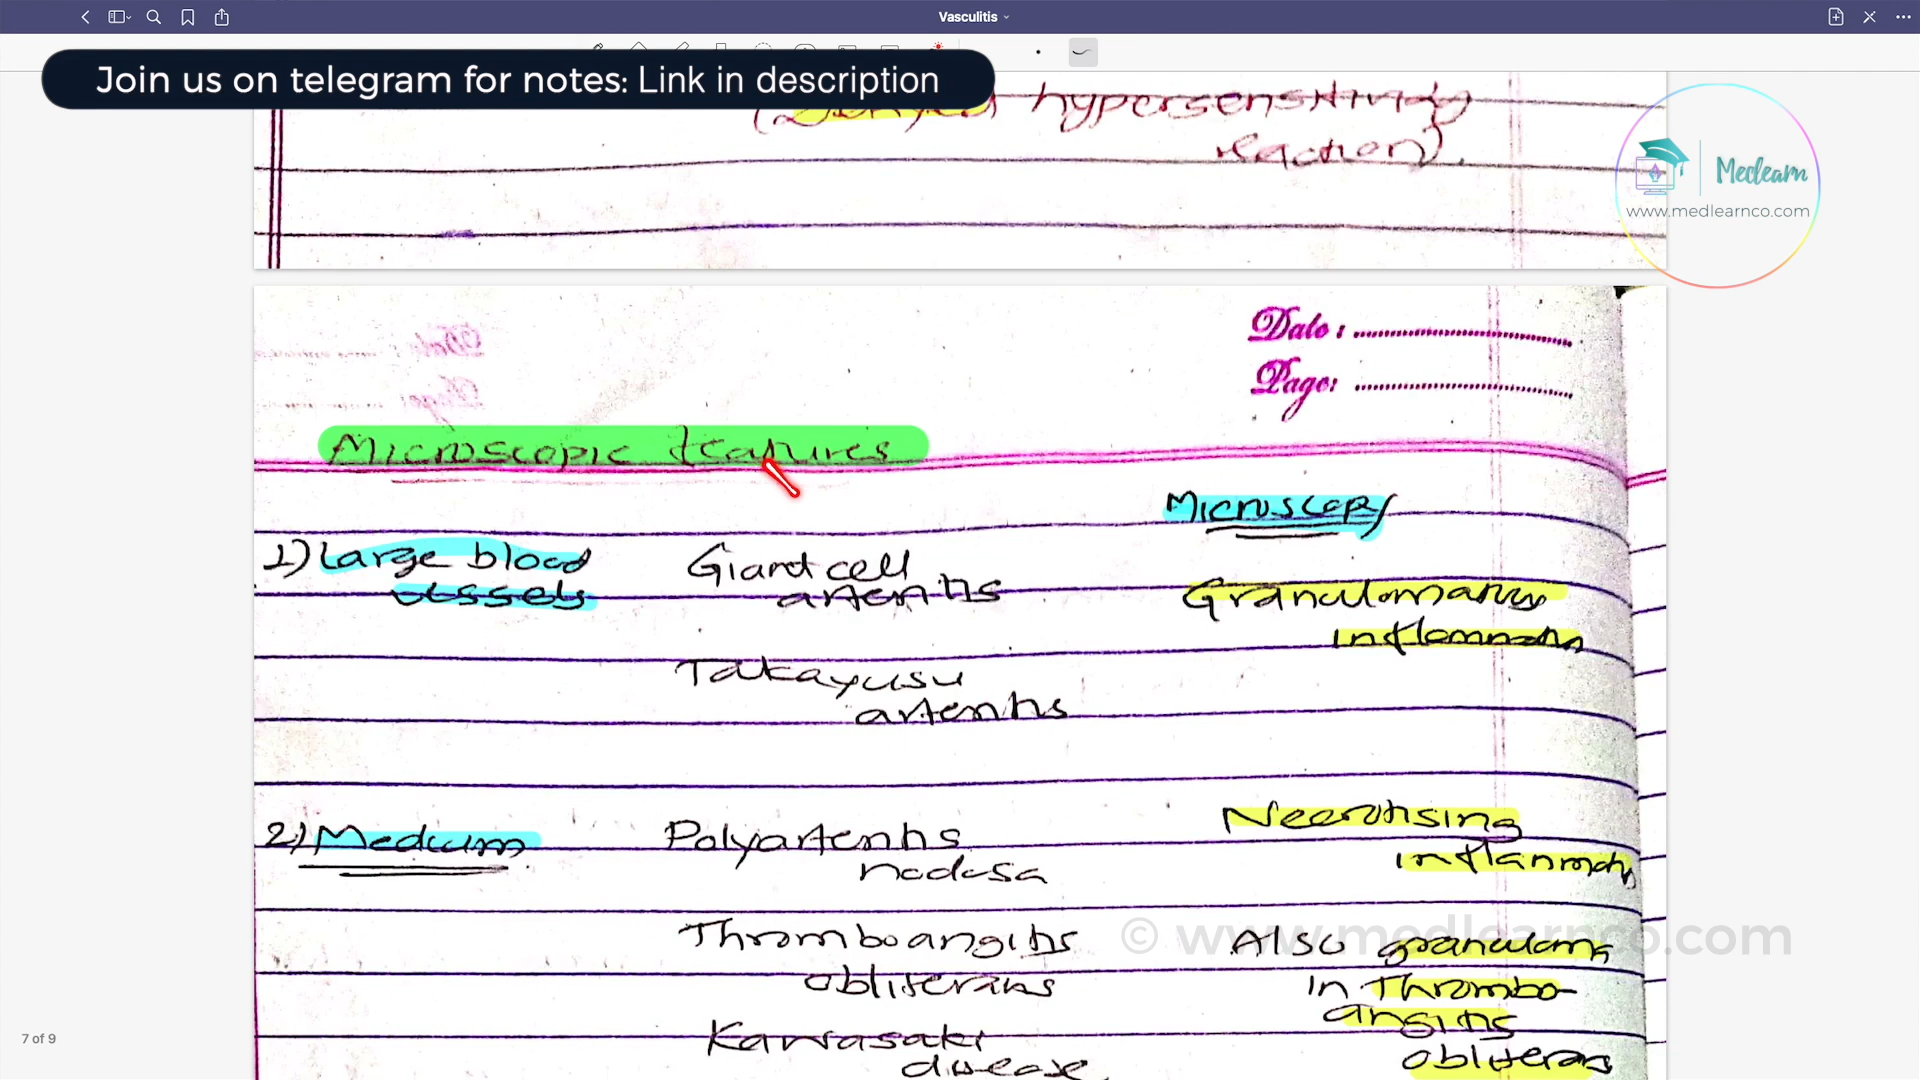 Vasculitis
Join us on telegram for notes: Link in description
hypersensitivity
reaction).
Medlearn
www.medlearnco.com
Date:
Page:
Microscopic features
Microscopy
1) Large blood
vessels
Giant cell
arteritis
Granulomatous
inflammation
Takayusu
arteritis
2) Medium
Polyarteritis
nodosa
Necrotising
inflammation
Thromboangitis
obliterans
Also granuloma
in Thrombo-
angitis
obliterans
Kawasaki
disease
© www.medlearnco.com
7 of 9